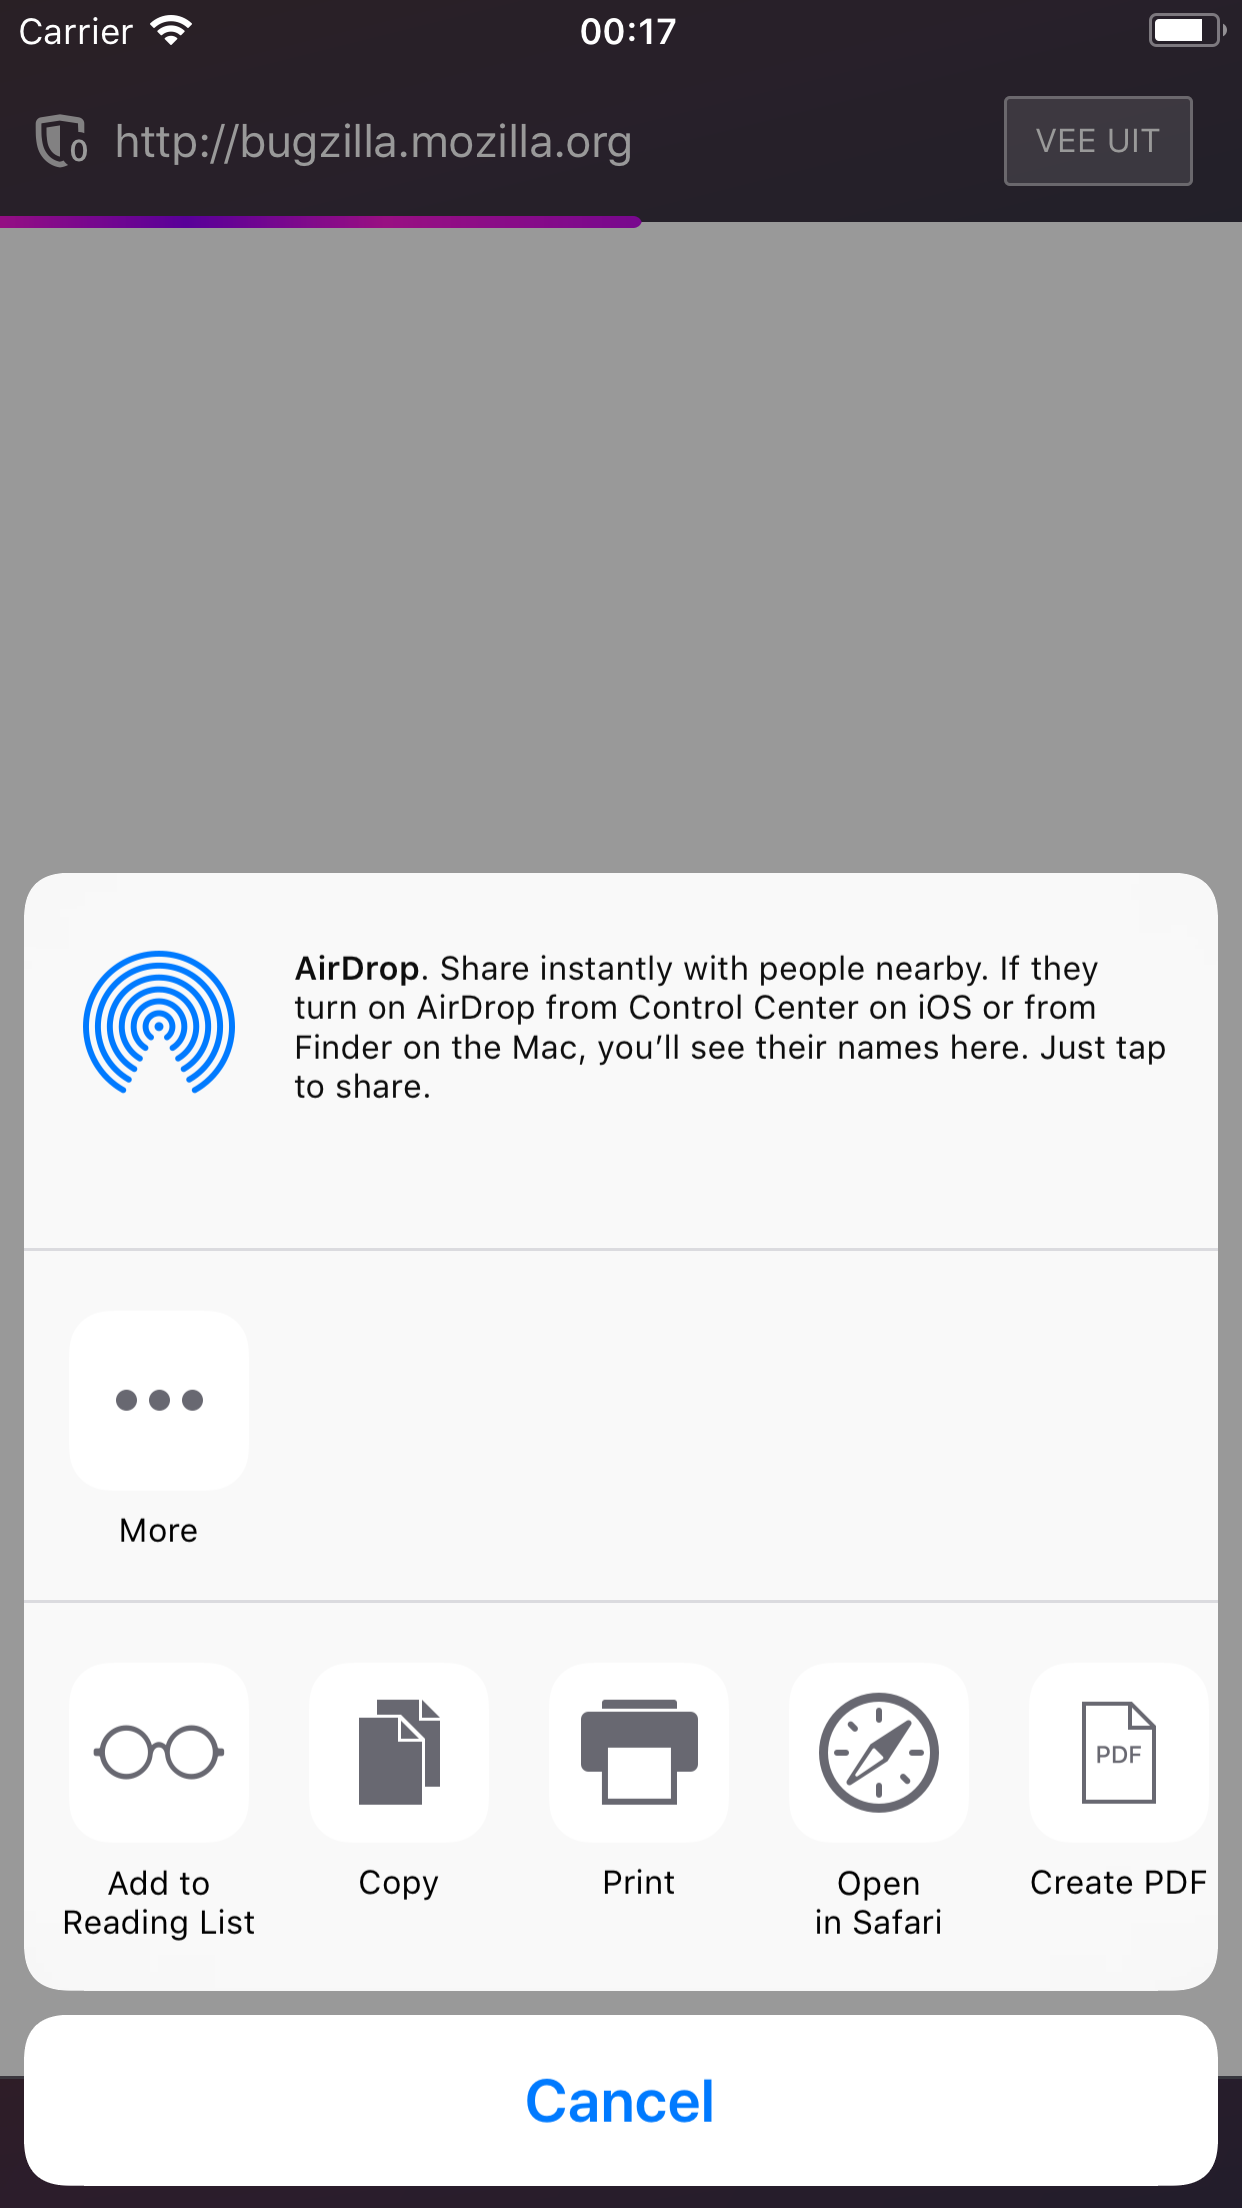 Carrier
00:17
0
http://bugzilla.mozilla.org
VEE UIT
AirDrop. Share instantly with people nearby. If they
turn on AirDrop from Control Center on iOS or from
Finder on the Mac, you’ll see their names here. Just tap
to share.
More
Add to
Reading List
Copy
Print
Open
in Safari
PDF
Create PDF
Cancel